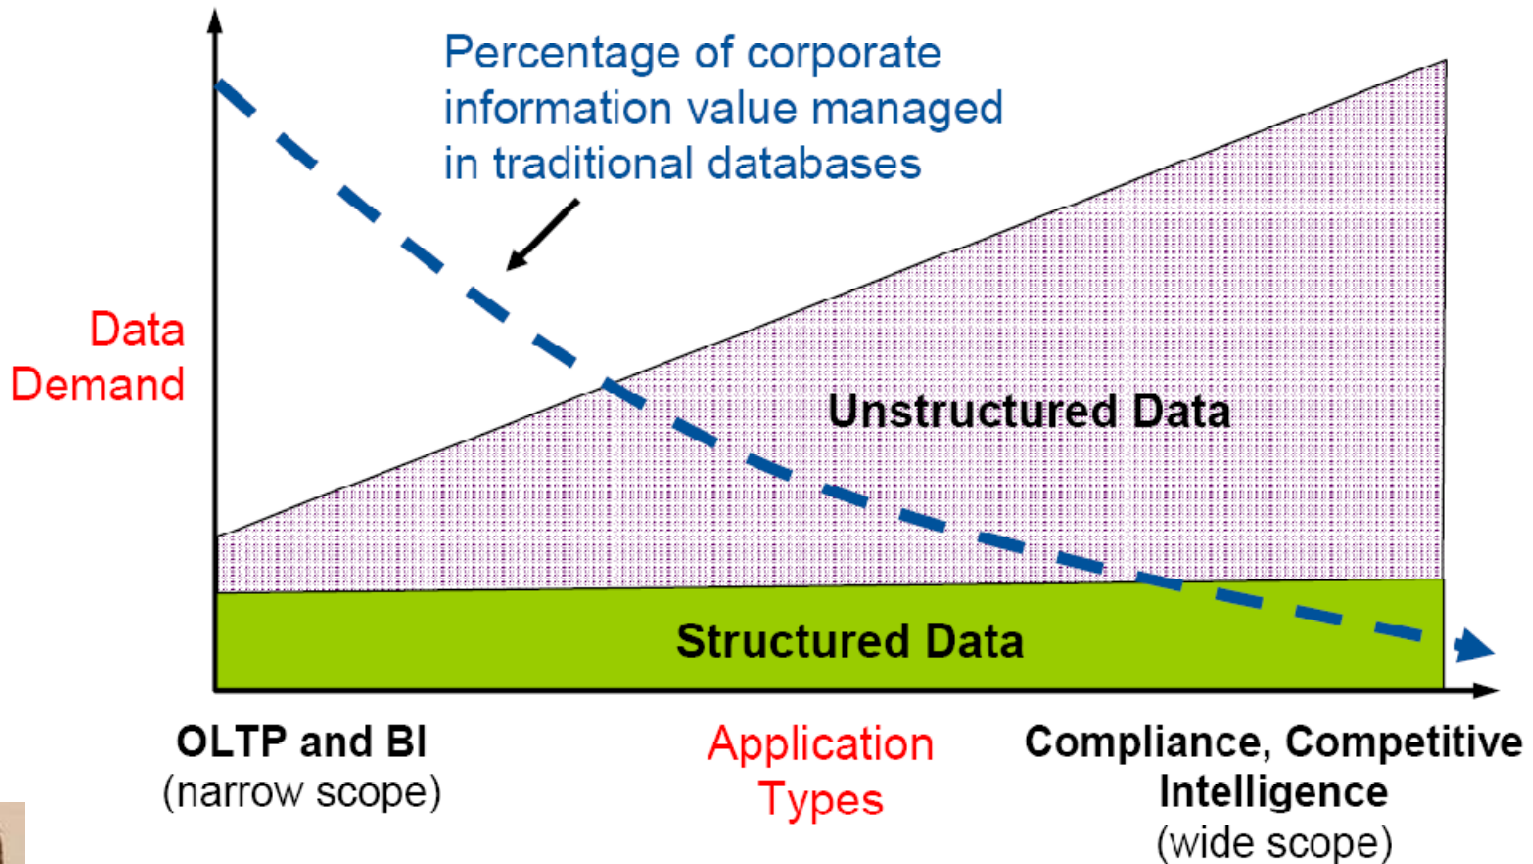 Percentage of corporate
information value managed
in traditional databases
Data
Demand
Unstructured Data
Structured Data
OLTP and BI
(narrow scope)
Application
Types
Compliance, Competitive
Intelligence
(wide scope)